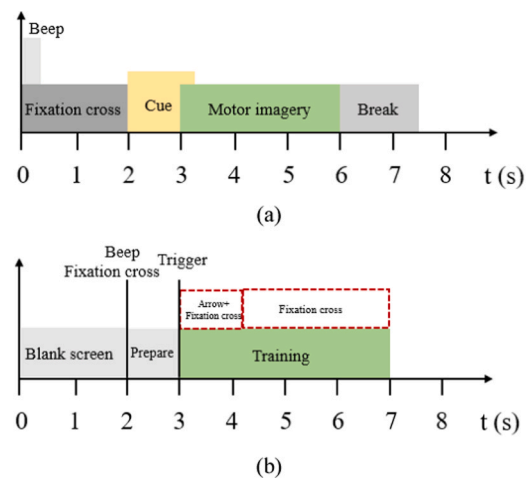 Beep
Fixation cross
Cue
Motor imagery
Break
0 1 2 3 4 5 6 7 8 t (s)
(a)
Beep
Fixation cross
Trigger
Arrow+
Fixation cross
Fixation cross
Blank screen
Prepare
Training
0 1 2 3 4 5 6 7 8 t (s)
(b)